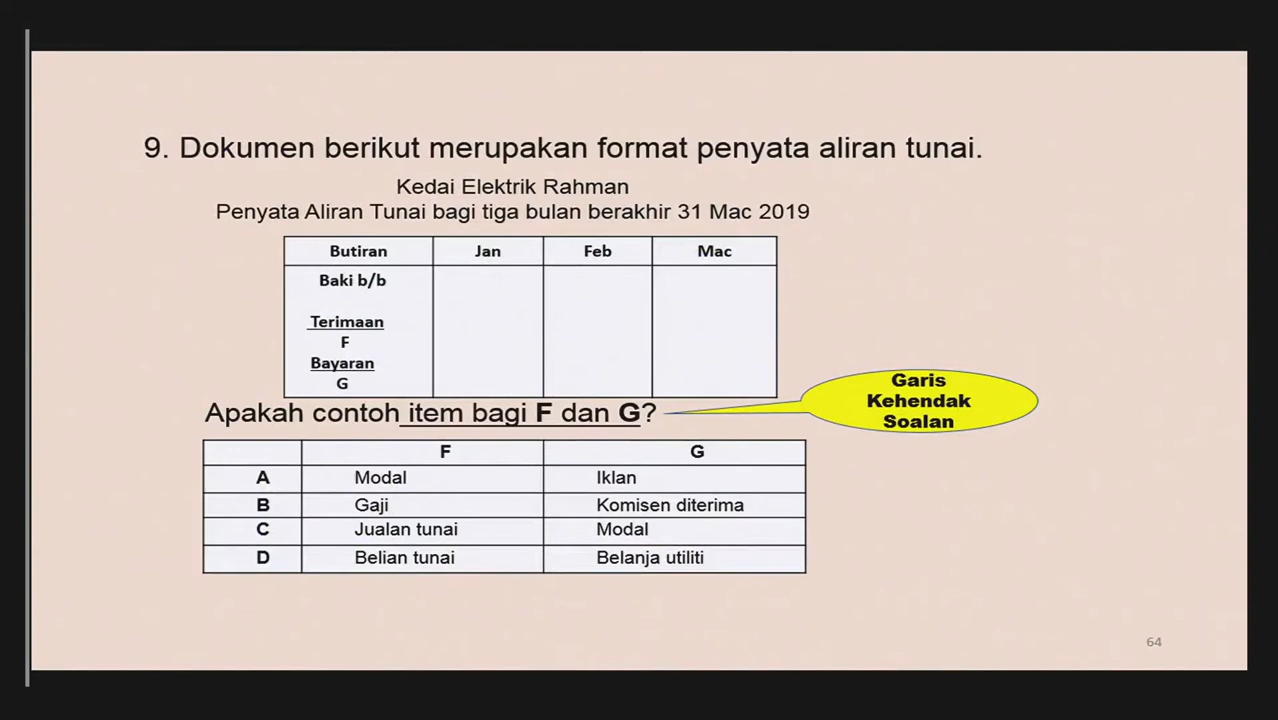 9. Dokumen berikut merupakan format penyata aliran tunai.
Kedai Elektrik Rahman
Penyata Aliran Tunai bagi tiga bulan berakhir 31 Mac 2019
Butiran Jan Feb Mac
Baki b/b
Terimaan
F
Bayaran
G
Apakah contoh item bagi F dan G?
Garis
Kehendak
Soalan
F G
A Modal Iklan
B Gaji Komisen diterima
C Jualan tunai Modal
D Belian tunai Belanja utiliti
64